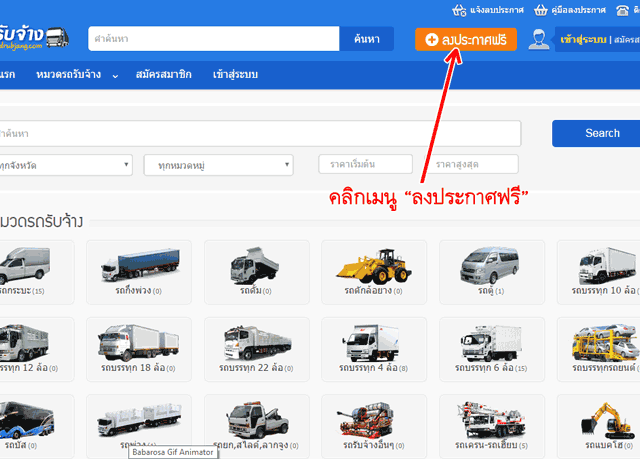 แจ้งลงประกาศ คู่มือลงประกาศ
รับจ้าง
drubjang.com
คำค้นหา ค้นหา ลงประกาศฟรี เข้าสู่ระบบ | สมัครส
แรก หมวดรถรับจ้าง สมัครสมาชิก เข้าสู่ระบบ
คำค้นหา Search
ทุกจังหวัด ทุกหมวดหมู่ ราคาเริ่มต้น ราคาสูงสุด
คลิกเมนู “ลงประกาศฟรี”
หมวดรถรับจ้าง
รถกระบะ (15) รถกึ่งพ่วง (0) รถดั้ม (0) รถตักล้อยาง (0) รถตู้ (1) รถบรรทุก 10 ล้อ
รถบรรทุก 12 ล้อ (0) รถบรรทุก 18 ล้อ (0) รถบรรทุก 22 ล้อ (0) รถบรรทุก 4 ล้อ (8) รถบรรทุก 6 ล้อ (15) รถบรรทุกรถยนต์
รถบัส (0) รถพ่วง (0) รถยก,สไลด์,ลากจูง (0) รถรับจ้างอื่นๆ (0) รถเครน-รถเฮี๊ยบ (5) รถแบคโฮ (0)
Babarosa Gif Animator